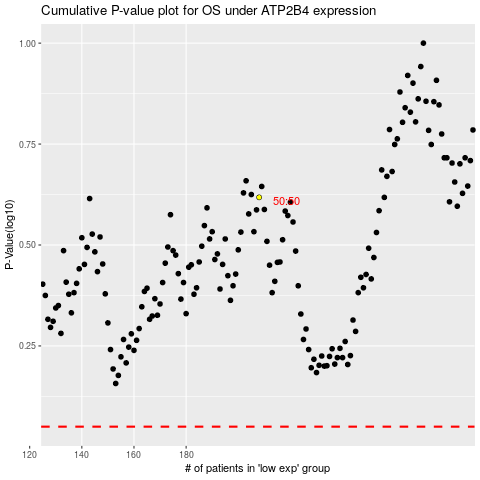 Cumulative P-value plot for OS under ATP2B4 expression
P-Value(log10)
1.00
0.75
0.50
0.25
50:50
120 140 160 180
# of patients in 'low exp' group